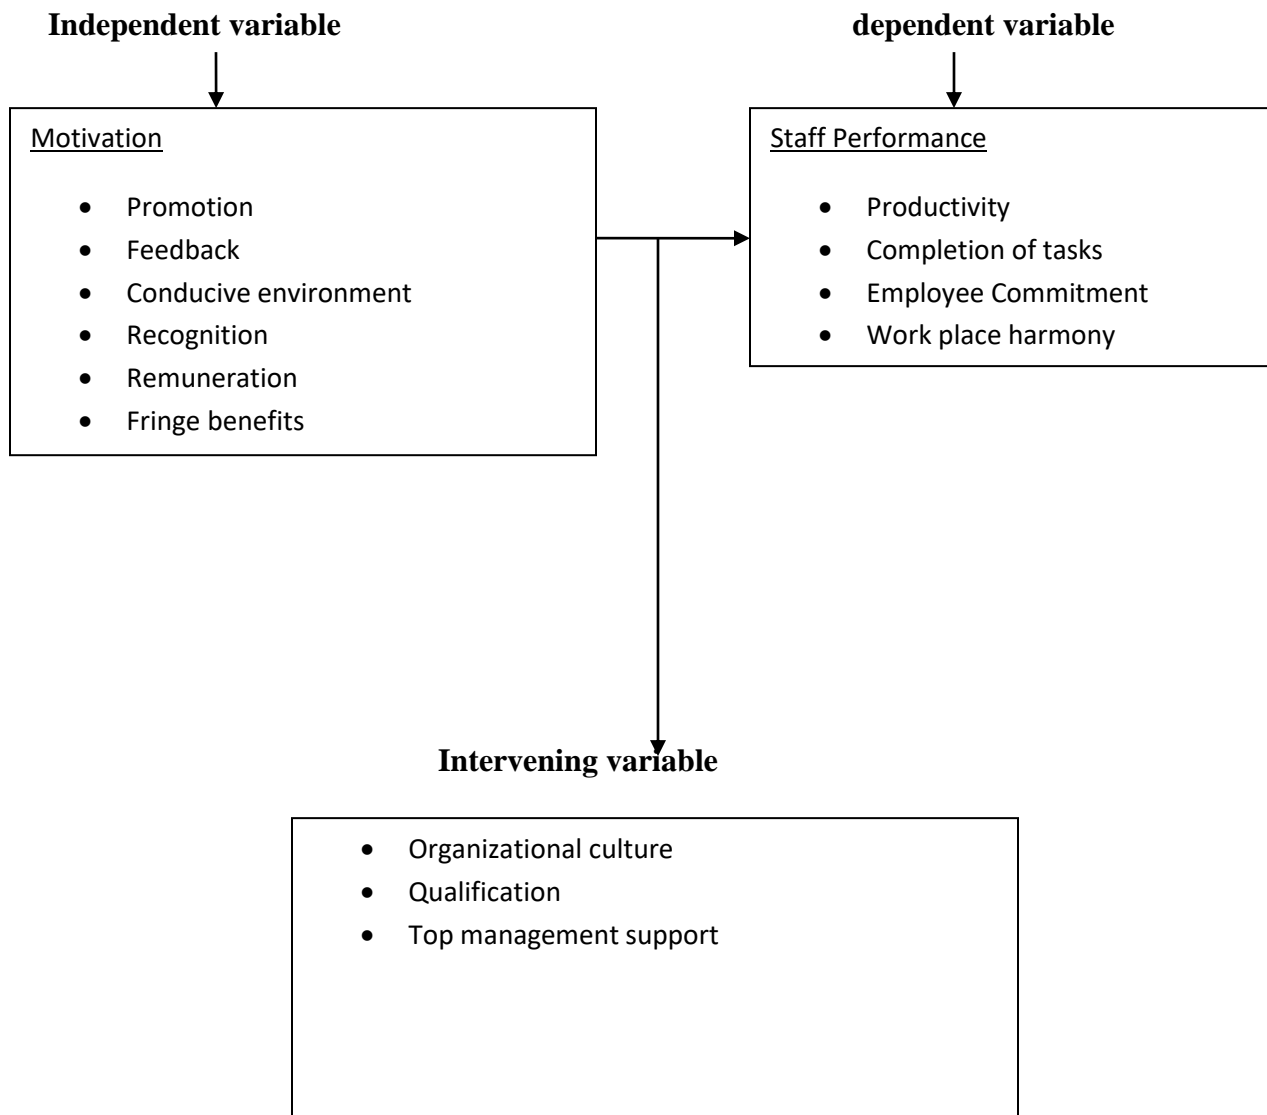 Independent variable
dependent variable
Motivation
• Promotion
• Feedback
• Conducive environment
• Recognition
• Remuneration
• Fringe benefits
Staff Performance
• Productivity
• Completion of tasks
• Employee Commitment
• Work place harmony
Intervening variable
• Organizational culture
• Qualification
• Top management support